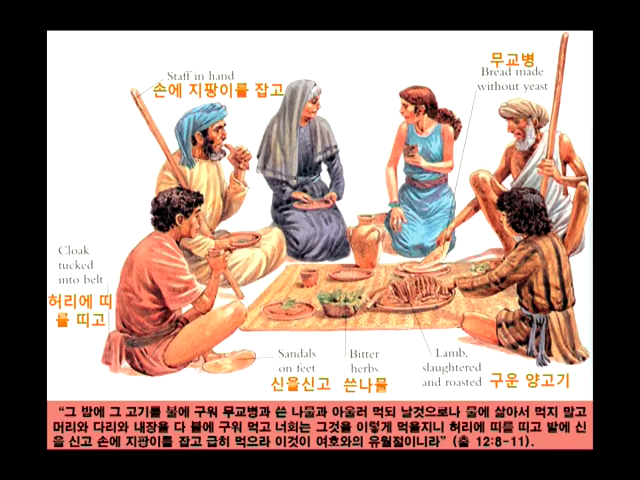 Staff in hand
손에 지팡이를 잡고
무교병
Bread made
without yeast
Cloak
tucked
into belt
허리에 띠
를 띠고
Sandals
on feet
신을신고
Bitter
herbs
쓴나물
Lamb,
slaughtered
and roasted
구운 양고기
“그 밤에 그 고기를 불에 구워 무교병과 쓴 나물과 아울러 먹되 날것으로나 물에 삶아서 먹지 말고
머리와 다리와 내장을 다 불에 구워 먹고 너희는 그것을 이렇게 먹을지니 허리에 띠를 띠고 발에 신
을 신고 손에 지팡이를 잡고 급히 먹으라 이것이 여호와의 유월절이니라” (출 12:8-11).